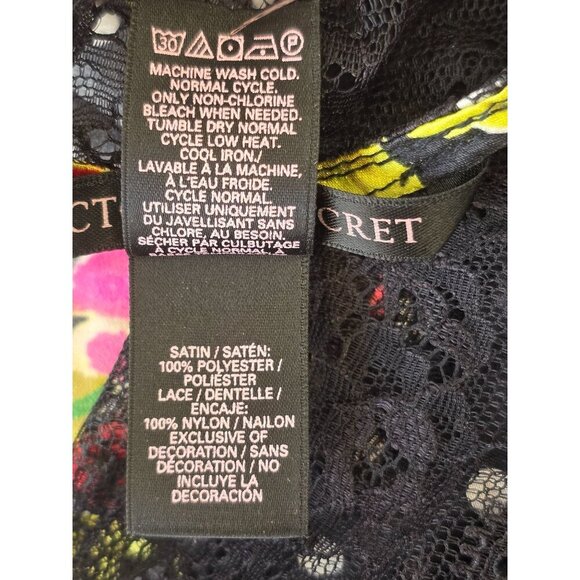 30 P
MACHINE WASH COLD.
NORMAL CYCLE.
ONLY NON-CHLORINE
BLEACH WHEN NEEDED.
TUMBLE DRY NORMAL
CYCLE LOW HEAT.
COOL IRON./
LAVABLE À LA MACHINE,
À L'EAU FROIDE.
CYCLE NORMAL.
UTILISER UNIQUEMENT
DU JAVELLISANT SANS
CHLORE, AU BESOIN.
SÉCHER PAR CULBUTAGE
À CYCLE NORMAL, À
CT
CRET
SATIN / SATÉN:
100% POLYESTER /
POLIÉSTER
LACE / DENTELLE /
ENCAJE:
100% NYLON / NAILON
EXCLUSIVE OF
DECORATION / SANS
DÉCORATION / NO
INCLUYE LA
DECORACIÓN